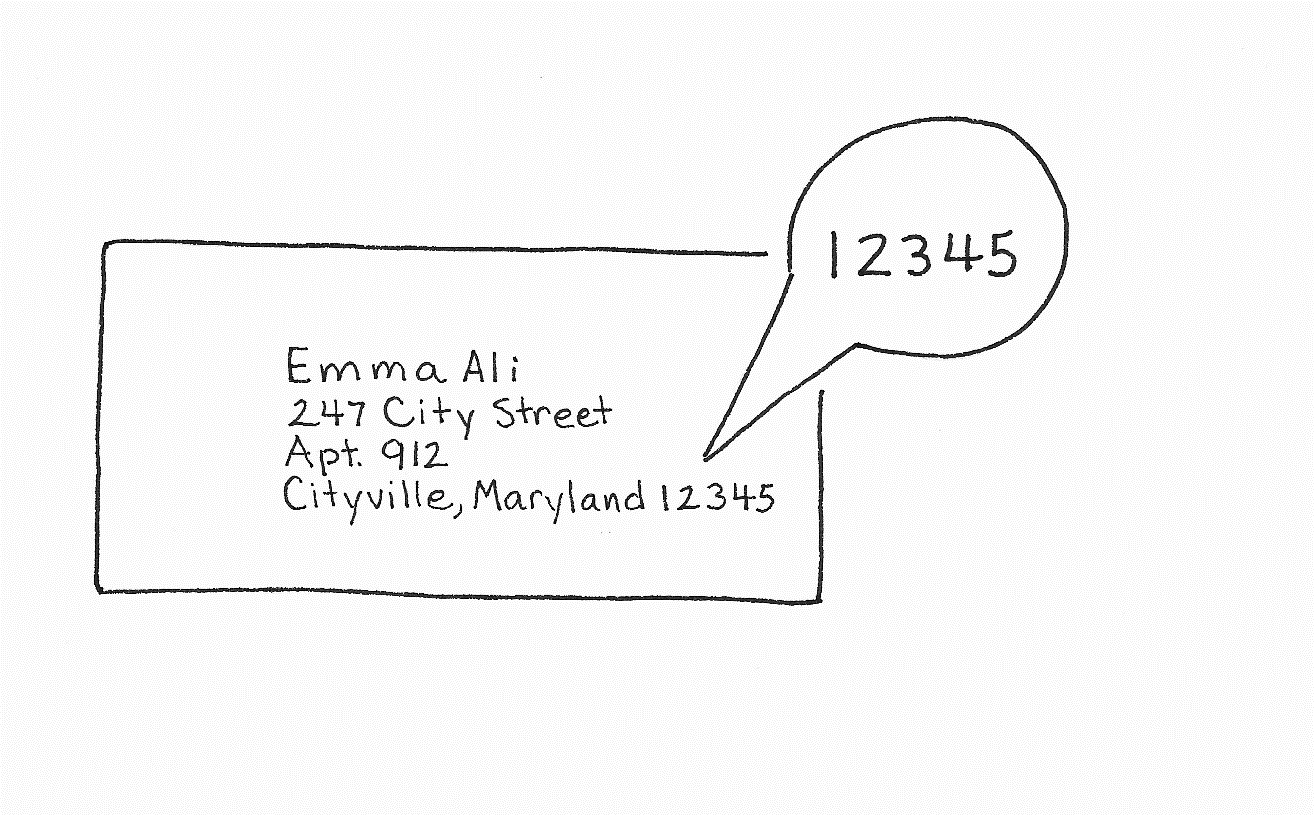 12345
Emma Ali
247 City Street
Apt. 912
Cityville, Maryland 12345